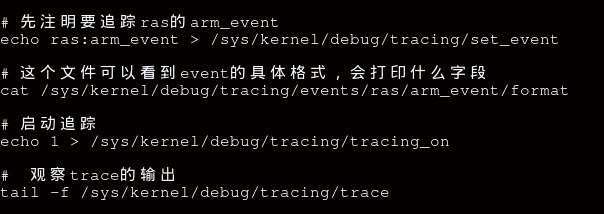 # 先注明要追踪ras的arm_event
echo ras:arm_event > /sys/kernel/debug/tracing/set_event
# 这个文件可以看到event的具体格式，会打印什么字段
cat /sys/kernel/debug/tracing/events/ras/arm_event/format
# 启动追踪
echo 1 > /sys/kernel/debug/tracing/tracing_on
#  观察trace的输出
tail -f /sys/kernel/debug/tracing/trace